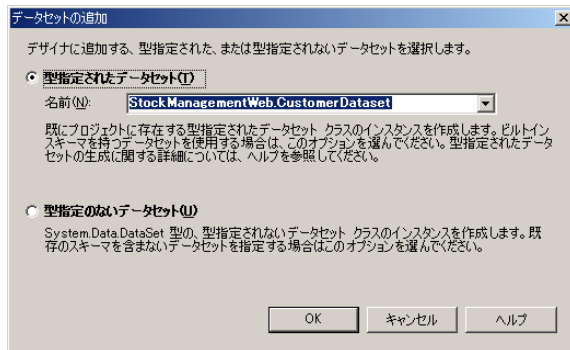 データセットの追加
デザイナに追加する、型指定された、または型指定されないデータセットを選択します。
型指定されたデータセット(T)
名前(N): StockManagementWeb.CustomerDataset
既にプロジェクトに存在する型指定されたデータセット クラスのインスタンスを作成します。ビルトイン
スキーマを持つデータセットを使用する場合は、このオプションを選んでください。型指定されたデータ
セットの生成に関する詳細については、ヘルプを参照してください。
型指定のないデータセット(U)
System.Data.DataSet 型の、型指定されないデータセット クラスのインスタンスを作成します。既
存のスキーマを含まないデータセットを指定する場合はこのオプションを選んでください。
OK キャンセル ヘルプ